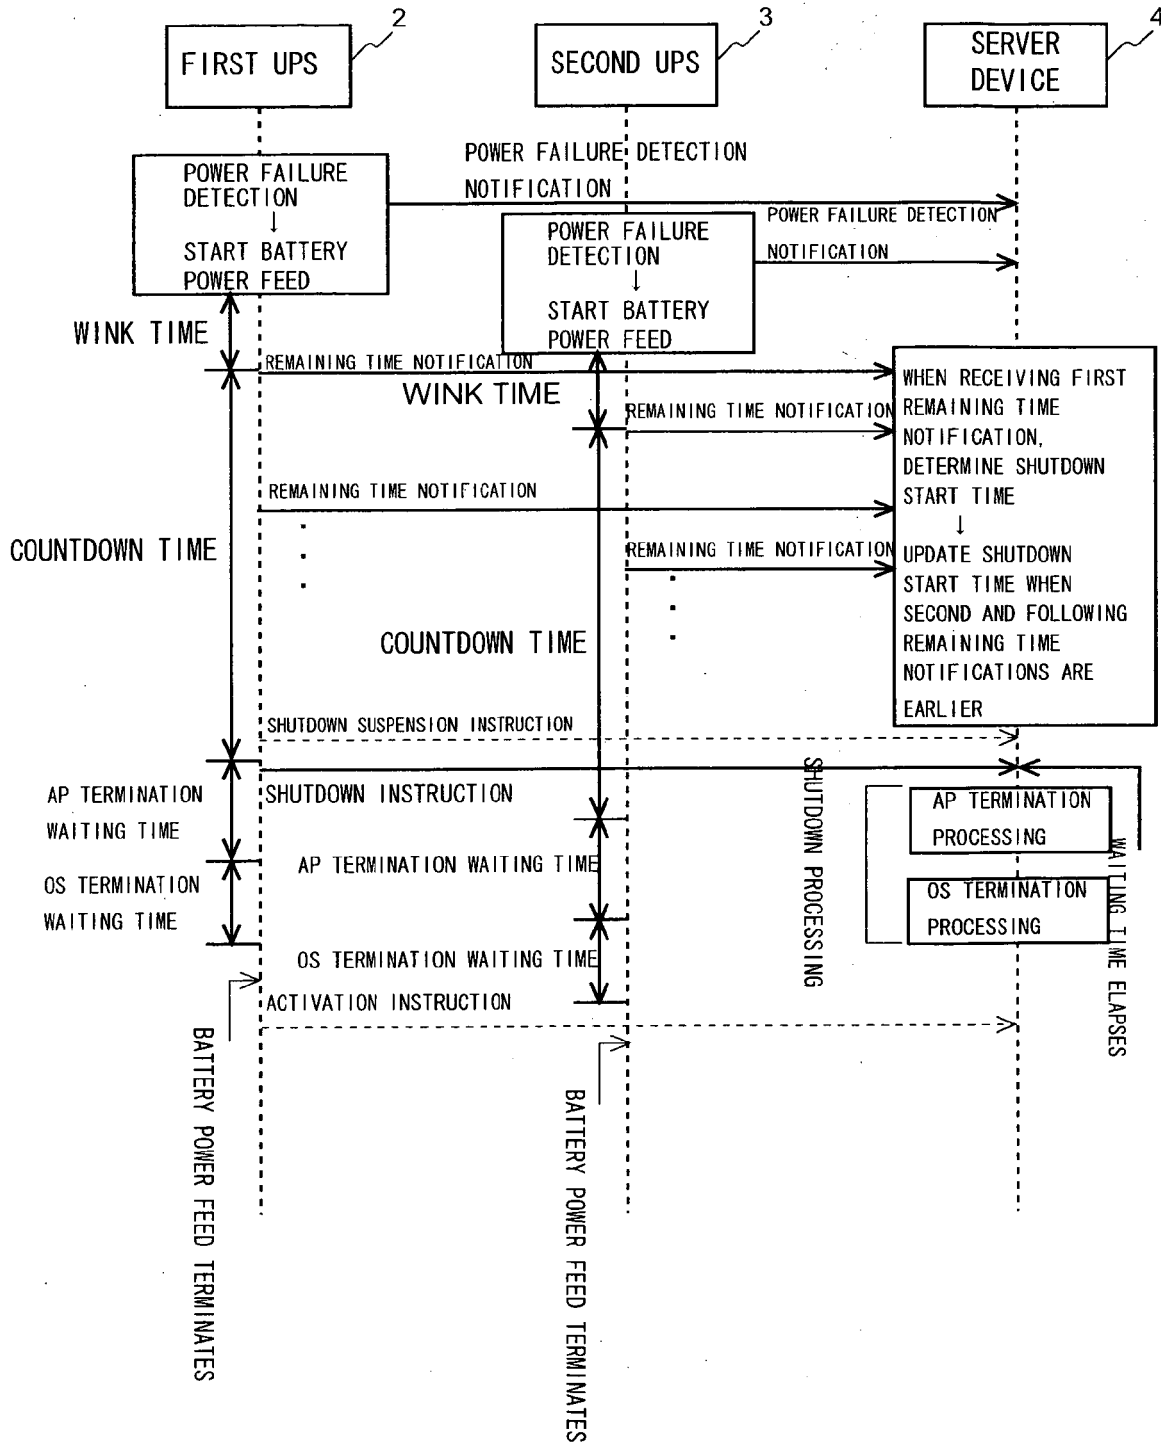 2
3
4
FIRST UPS
SECOND UPS
SERVER
DEVICE
POWER FAILURE DETECTION
NOTIFICATION
POWER FAILURE
DETECTION
↓
START BATTERY
POWER FEED
POWER FAILURE DETECTION
NOTIFICATION
POWER FAILURE
DETECTION
↓
START BATTERY
POWER FEED
WINK TIME
REMAINING TIME NOTIFICATION
WINK TIME
REMAINING TIME NOTIFICATION
WHEN RECEIVING FIRST
REMAINING TIME
NOTIFICATION,
DETERMINE SHUTDOWN
START TIME
↓
UPDATE SHUTDOWN
START TIME WHEN
SECOND AND FOLLOWING
REMAINING TIME
NOTIFICATIONS ARE
EARLIER
REMAINING TIME NOTIFICATION
COUNTDOWN TIME
REMAINING TIME NOTIFICATION
COUNTDOWN TIME
SHUTDOWN SUSPENSION INSTRUCTION
SHUTDOWN INSTRUCTION
AP TERMINATION
WAITING TIME
AP TERMINATION WAITING TIME
OS TERMINATION
WAITING TIME
OS TERMINATION WAITING TIME
SHUTDOWN PROCESSING
AP TERMINATION
PROCESSING
OS TERMINATION
PROCESSING
WAITING TIME ELAPSES
ACTIVATION INSTRUCTION
BATTERY POWER FEED TERMINATES
BATTERY POWER FEED TERMINATES